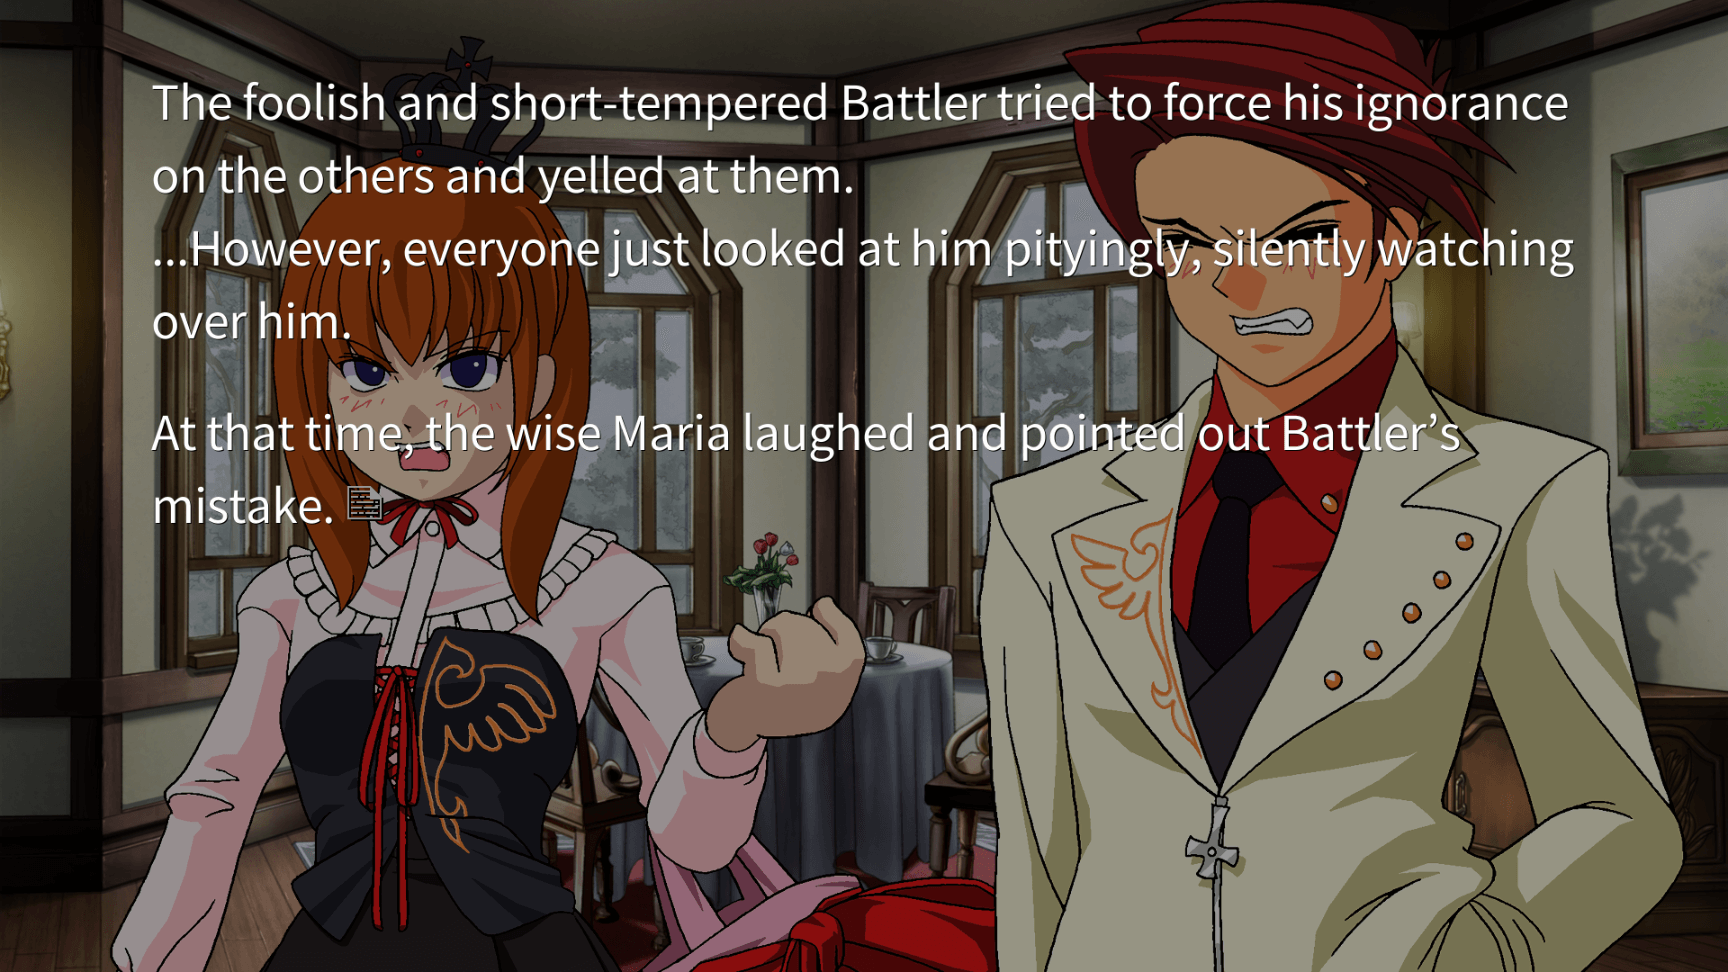 The foolish and short-tempered Battler tried to force his ignorance
on the others and yelled at them.
...However, everyone just looked at him pityingly, silently watching
over him.
At that time, the wise Maria laughed and pointed out Battler’s
mistake.